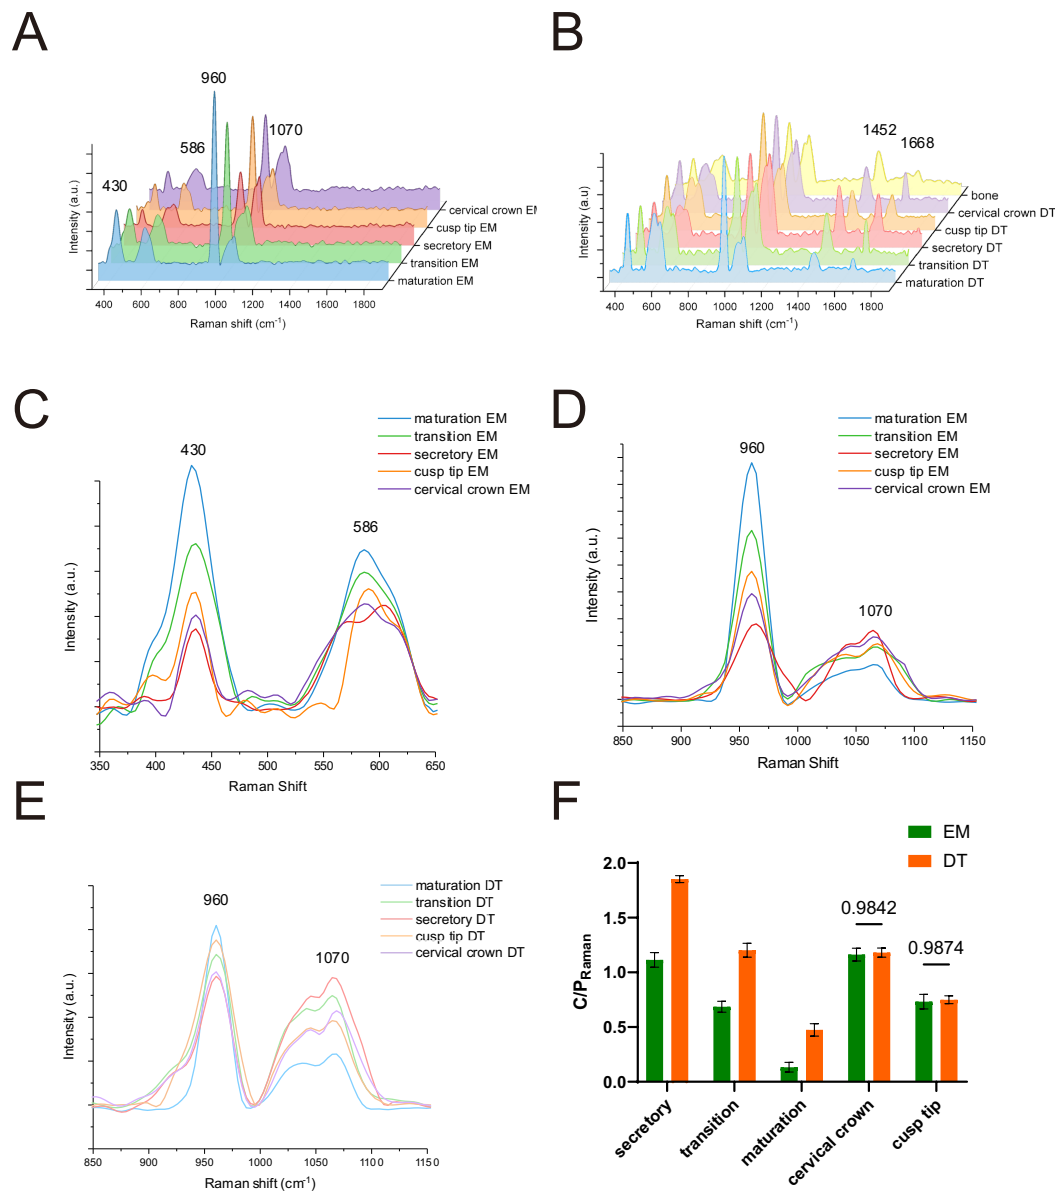 A
960
586
1070
430
Intensity (a.u.)
cervical crown EM
cusp tip EM
secretory EM
transition EM
maturation EM
400 600 800 1000 1200 1400 1600 1800
Raman shift (cm⁻¹)
B
1452
1668
Intensity (a.u)
bone
cervical crown DT
cusp tip DT
secretory DT
transition DT
maturation DT
400 600 800 1000 1200 1400 1600 1800
Raman shift (cm⁻¹)
C
maturation EM
transition EM
secretory EM
cusp tip EM
cervical crown EM
430
586
Intensity (a.u.)
350 400 450 500 550 600 650
Raman Shift
D
maturation EM
transition EM
secretory EM
cusp tip EM
cervical crown EM
960
1070
Intensity (a.u.)
850 900 950 1000 1050 1100 1150
Raman Shift
E
maturation DT
transition DT
secretory DT
cusp tip DT
cervical crown DT
960
1070
Intensity (a.u.)
850 900 950 1000 1050 1100 1150
Raman shift (cm⁻¹)
F
EM
DT
2.0
1.5
1.0
0.5
0.0
C/PRaman
0.9842
0.9874
secretory
transition
maturation
cervical crown
cusp tip